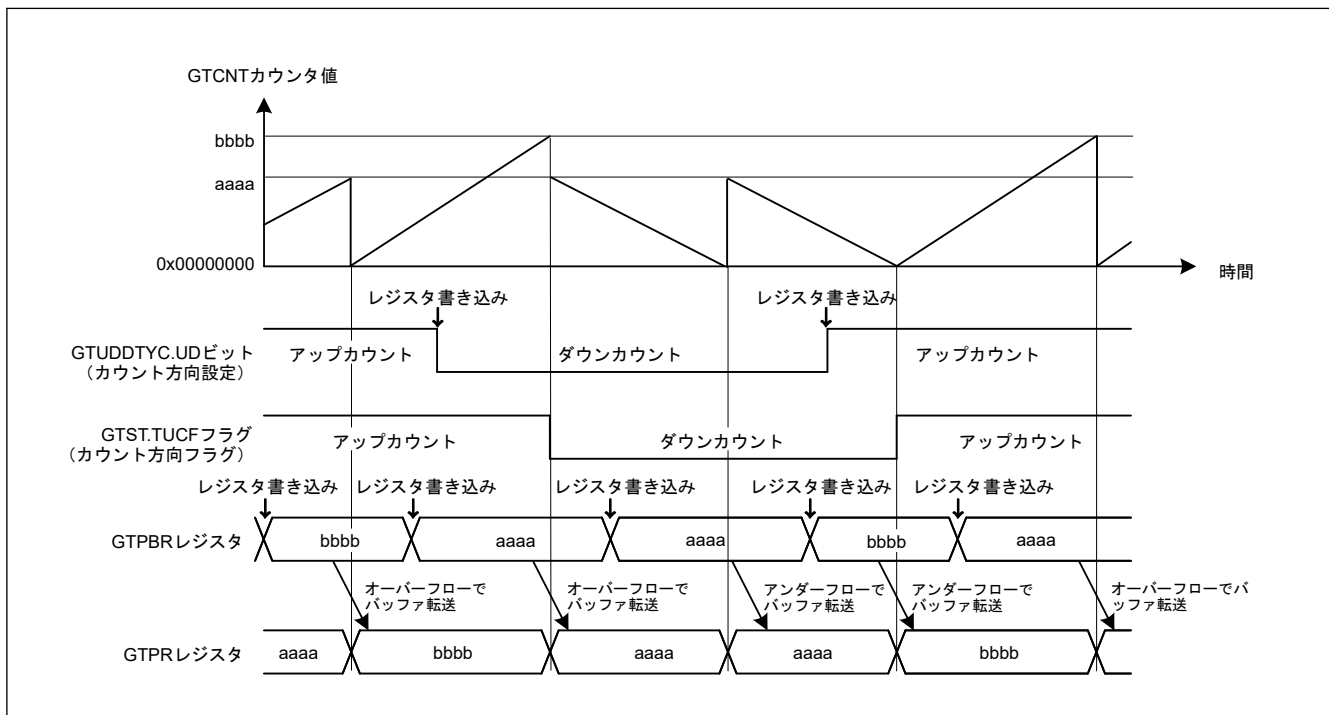 GTCNTカウンタ値
bbbb
aaaa
0x00000000
時間
レジスタ書き込み
レジスタ書き込み
GTUDDTYC.UDビット
（カウント方向設定）
アップカウント
ダウンカウント
アップカウント
GTST.TUCFフラグ
（カウント方向フラグ）
アップカウント
ダウンカウント
アップカウント
レジスタ書き込み
レジスタ書き込み
レジスタ書き込み
レジスタ書き込み
レジスタ書き込み
GTPBRレジスタ
bbbb
aaaa
aaaa
bbbb
aaaa
オーバーフローで
バッファ転送
オーバーフローで
バッファ転送
アンダーフローで
バッファ転送
アンダーフローで
バッファ転送
オーバーフローでバ
ッファ転送
GTPRレジスタ
aaaa
bbbb
aaaa
aaaa
bbbb